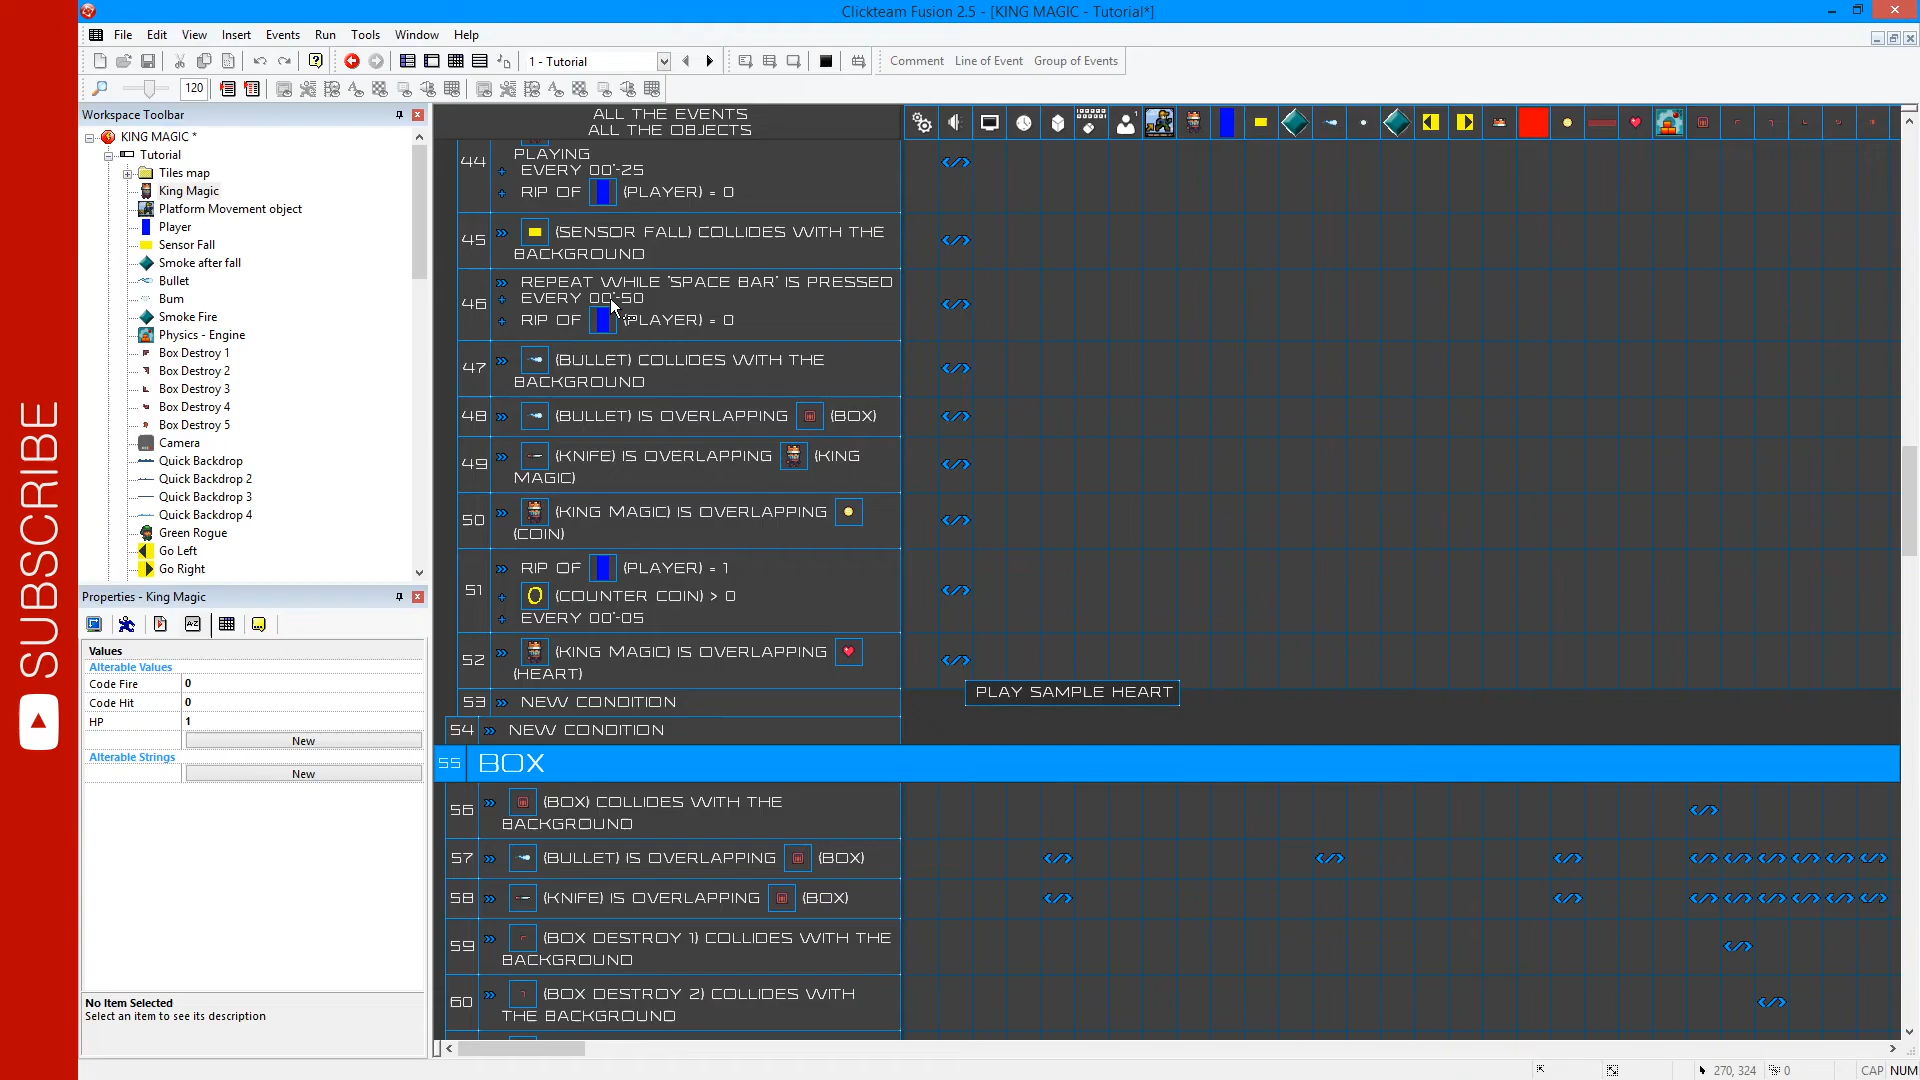 SUBSCRIBE
Clickteam Fusion 2.5 - [KING MAGIC - Tutorial*]
File Edit View Insert Events Run Tools Window Help
1 - Tutorial
Comment Line of Event Group of Events
120
Workspace Toolbar
KING MAGIC *
Tutorial
Tiles map
King Magic
Platform Movement object
Player
Sensor Fall
Smoke after fall
Bullet
Bum
Smoke Fire
Physics - Engine
Box Destroy 1
Box Destroy 2
Box Destroy 3
Box Destroy 4
Box Destroy 5
Camera
Quick Backdrop
Quick Backdrop 2
Quick Backdrop 3
Quick Backdrop 4
Green Rogue
Go Left
Go Right
Properties - King Magic
Values
Alterable Values
Code Fire 0
Code Hit 0
HP 1
New
Alterable Strings
New
No Item Selected
Select an item to see its description
ALL THE EVENTS
ALL THE OBJECTS
44
PLAYING
+ EVERY 00''-25
+ RIP OF (PLAYER) = 0
45 (SENSOR FALL) COLLIDES WITH THE
BACKGROUND
46 REPEAT WHILE "SPACE BAR" IS PRESSED
+ EVERY 00''-50
+ RIP OF (PLAYER) = 0
47 (BULLET) COLLIDES WITH THE
BACKGROUND
48 (BULLET) IS OVERLAPPING (BOX)
49 (KNIFE) IS OVERLAPPING (KING
MAGIC)
50 (KING MAGIC) IS OVERLAPPING
(COIN)
51 RIP OF (PLAYER) = 1
+ (COUNTER COIN) > 0
+ EVERY 00''-05
52 (KING MAGIC) IS OVERLAPPING
(HEART)
PLAY SAMPLE HEART
53 NEW CONDITION
54 NEW CONDITION
55 BOX
56 (BOX) COLLIDES WITH THE
BACKGROUND
57 (BULLET) IS OVERLAPPING (BOX)
58 (KNIFE) IS OVERLAPPING (BOX)
59 (BOX DESTROY 1) COLLIDES WITH THE
BACKGROUND
60 (BOX DESTROY 2) COLLIDES WITH
THE BACKGROUND
270, 324 0 CAP NUM